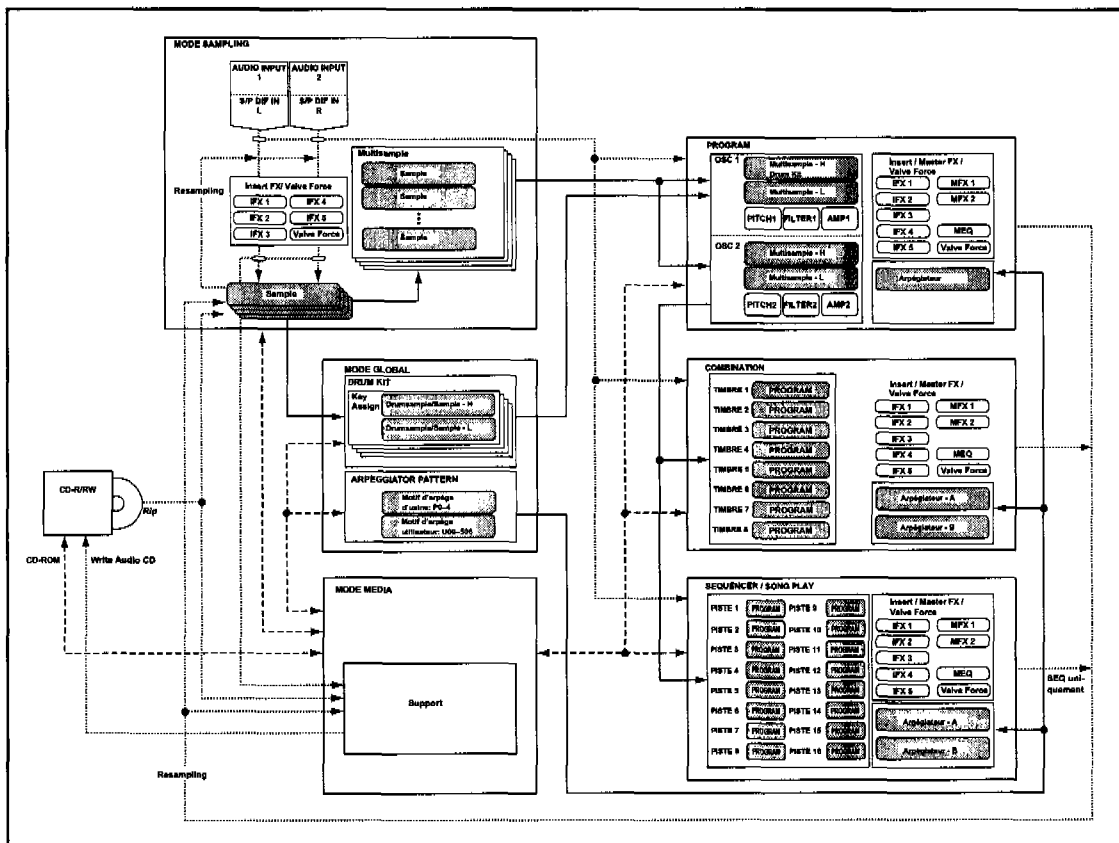 MODE SAMPLING
AUDIO INPUT
1
AUDIO INPUT
2
S/P DIF IN
L
S/P DIF IN
R
Resampling
Insert FX/ Valve Force
IFX 1
IFX 4
IFX 2
IFX 5
IFX 3
Valve Force
Sample
Multisample
Sample
Sample
Sample
MODE GLOBAL
DRUM KIT
Key
Assign
Drumsample/Sample - H
Drumsample/Sample - L
ARPEGGIATOR PATTERN
Motif d'arpège
d'usine: P0-4
Motif d'arpège
CD-R/RW
Rip
CD-ROM
Write Audio CD
MODE MEDIA
Support
Resampling
PROGRAM
OSC 1
Multisample - H
Drum Kit
Multisample - L
PITCH1
FILTER1
AMP1
OSC 2
Multisample - H
Multisample - L
PITCH2
FILTER2
AMP2
Insert / Master FX /
Valve Force
IFX 1
MFX 1
IFX 2
MFX 2
IFX 3
IFX 4
MEQ
IFX 5
Valve Force
Arpégiateur
COMBINATION
TIMBRE 1
PROGRAM
TIMBRE 2
PROGRAM
TIMBRE 3
PROGRAM
TIMBRE 4
PROGRAM
TIMBRE 5
PROGRAM
TIMBRE 6
PROGRAM
TIMBRE 7
PROGRAM
TIMBRE 8
PROGRAM
Insert / Master FX /
Valve Force
IFX 1
MFX 1
IFX 2
MFX 2
IFX 3
IFX 4
MEQ
IFX 5
Valve Force
Arpégiateur - A
Arpégiateur - B
SEQUENCER / SONG PLAY
PISTE 1
PROGRAM
PISTE 9
PROGRAM
PISTE 2
PROGRAM
PISTE 10
PROGRAM
PISTE 3
PROGRAM
PISTE 11
PROGRAM
PISTE 4
PROGRAM
PISTE 12
PROGRAM
PISTE 5
PROGRAM
PISTE 13
PROGRAM
PISTE 6
PROGRAM
PISTE 14
PROGRAM
PISTE 7
PROGRAM
PISTE 15
PROGRAM
PISTE 8
PROGRAM
PISTE 16
PROGRAM
Insert / Master FX /
Valve Force
IFX 1
MFX 1
IFX 2
MFX 2
IFX 3
IFX 4
MEQ
IFX 5
Valve Force
Arpégiateur - A
Arpégiateur - B
SEQ uni-
quement